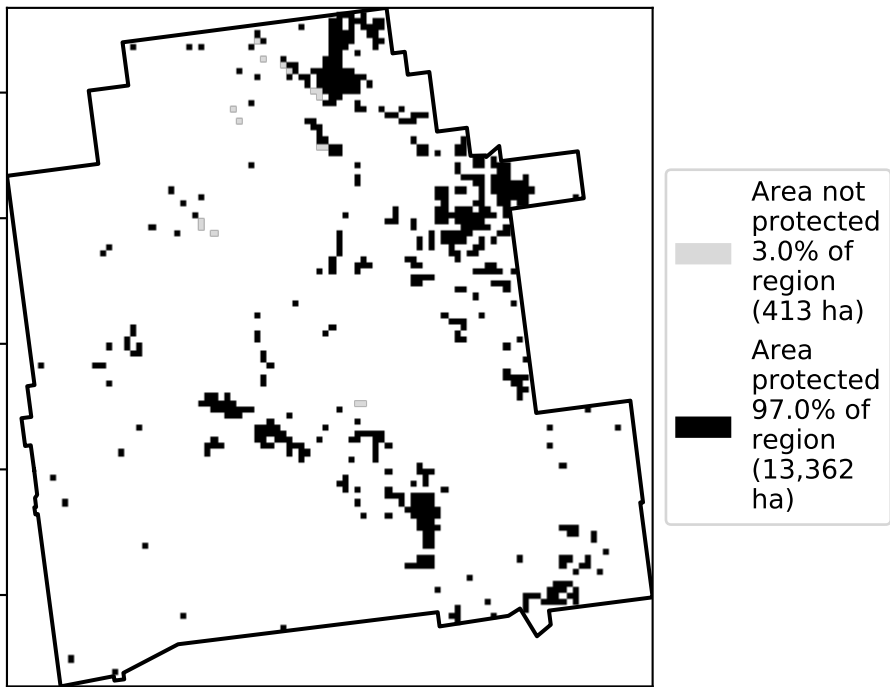 Area not
protected
3.0% of
region
(413 ha)
Area
protected
97.0% of
region
(13,362
ha)